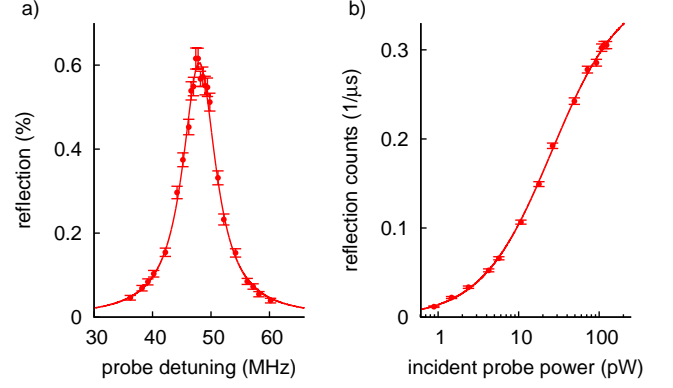 a)
reflection (%)
0.6
0.4
0.2
0
30 40 50 60
probe detuning (MHz)
b)
reflection counts (1/μs)
0.3
0.2
0.1
0
1 10 100
incident probe power (pW)